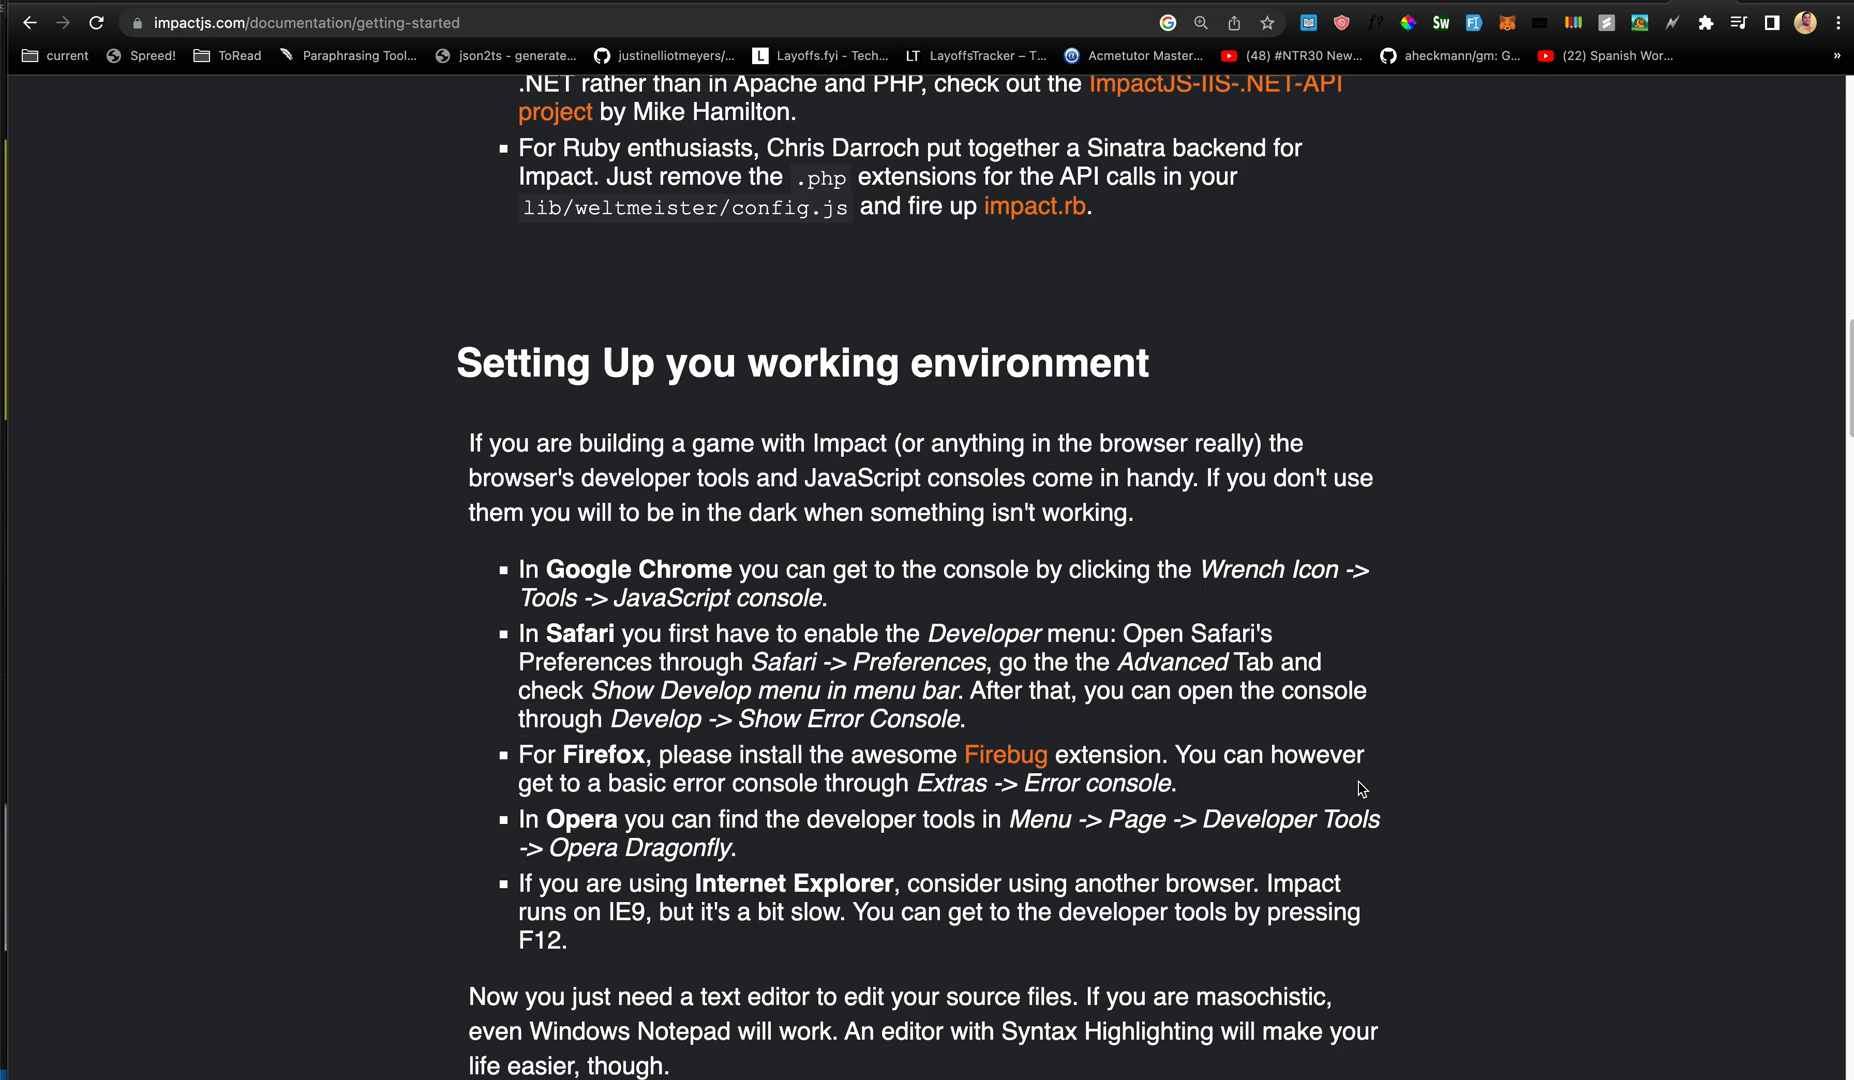 impactjs.com/documentation/getting-started
current
Spreed!
ToRead
Paraphrasing Tool...
json2ts - generate...
justinelliotmeyers/...
Layoffs.fyi - Tech...
LayoffsTracker – T...
Acmetutor Master...
(48) #NTR30 New...
aheckmann/gm: G...
(22) Spanish Wor...
.NET rather than in Apache and PHP, check out the ImpactJS-IIS-.NET-API
project by Mike Hamilton.
For Ruby enthusiasts, Chris Darroch put together a Sinatra backend for
Impact. Just remove the .php extensions for the API calls in your
lib/weltmeister/config.js and fire up impact.rb.
Setting Up you working environment
If you are building a game with Impact (or anything in the browser really) the
browser's developer tools and JavaScript consoles come in handy. If you don't use
them you will to be in the dark when something isn't working.
In Google Chrome you can get to the console by clicking the Wrench Icon ->
Tools -> JavaScript console.
In Safari you first have to enable the Developer menu: Open Safari's
Preferences through Safari -> Preferences, go the the Advanced Tab and
check Show Develop menu in menu bar. After that, you can open the console
through Develop -> Show Error Console.
For Firefox, please install the awesome Firebug extension. You can however
get to a basic error console through Extras -> Error console.
In Opera you can find the developer tools in Menu -> Page -> Developer Tools
-> Opera Dragonfly.
If you are using Internet Explorer, consider using another browser. Impact
runs on IE9, but it's a bit slow. You can get to the developer tools by pressing
F12.
Now you just need a text editor to edit your source files. If you are masochistic,
even Windows Notepad will work. An editor with Syntax Highlighting will make your
life easier, though.